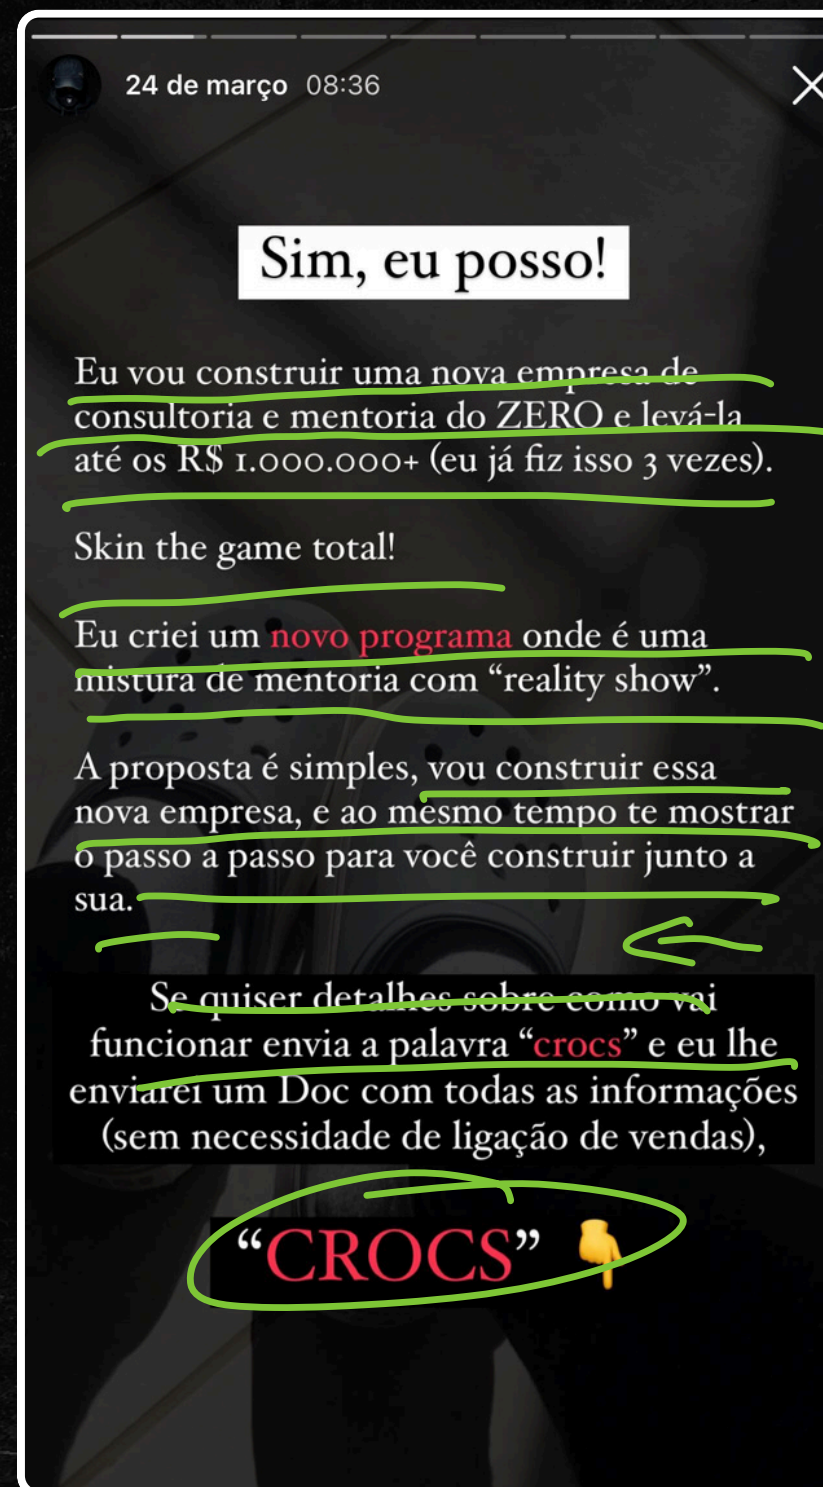 24 de março 08:36
Sim, eu posso!
Eu vou construir uma nova empresa de
consultoria e mentoria do ZERO e levá-la
até os R$ 1.000.000+ (eu já fiz isso 3 vezes).
Skin the game total!
Eu criei um novo programa onde é uma
mistura de mentoria com “reality show”.
A proposta é simples, vou construir essa
nova empresa, e ao mesmo tempo te mostrar
o passo a passo para você construir junto a
sua.
Se quiser detalhes sobre como vai
funcionar envia a palavra “crocs” e eu lhe
enviarei um Doc com todas as informações
(sem necessidade de ligação de vendas),
“CROCS” 👇